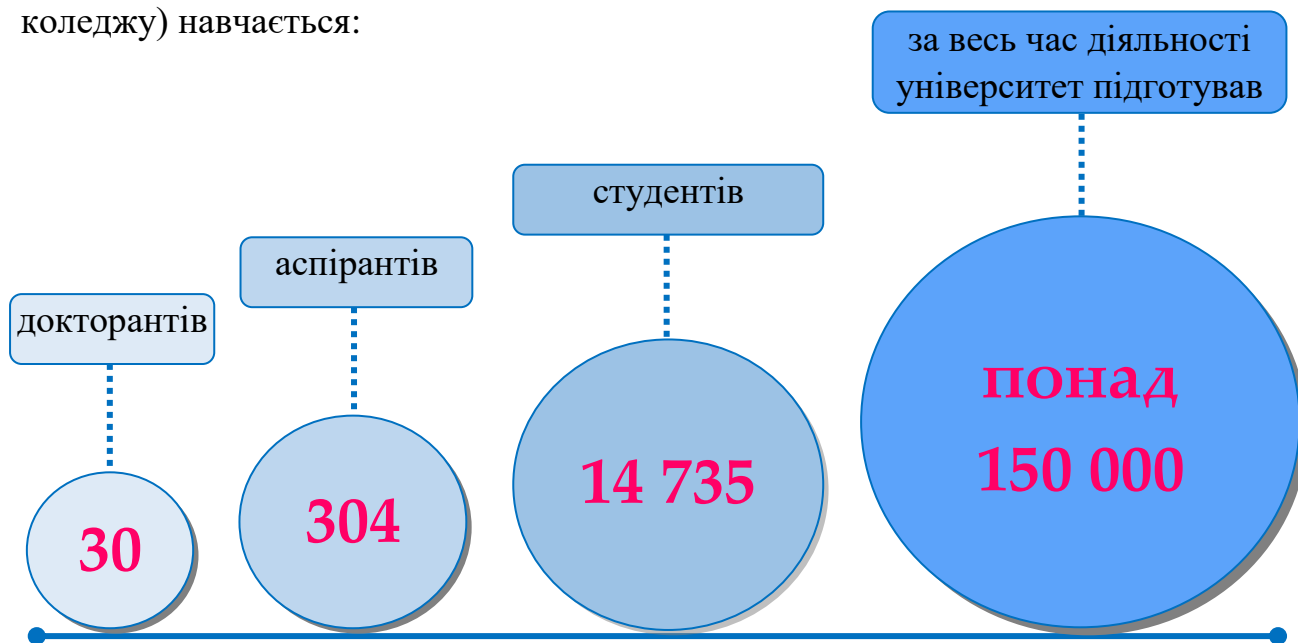 коледжу) навчається:
за весь час діяльності
університет підготував
студентів
аспірантів
докторантів
понад
150 000
14 735
304
30